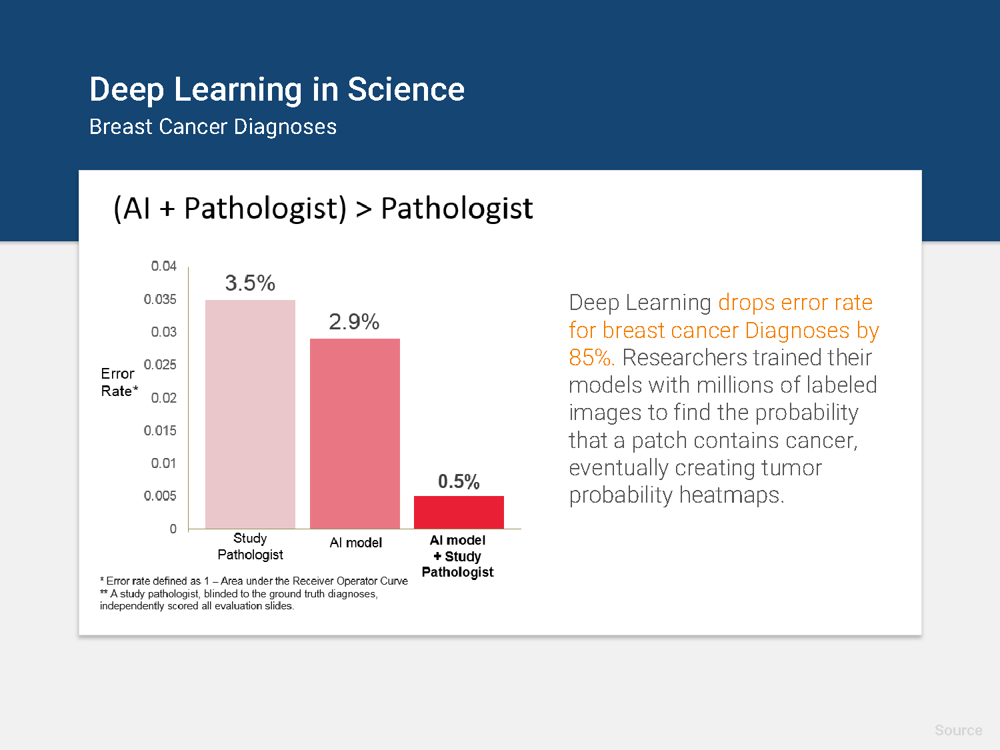 Deep Learning in Science
Breast Cancer Diagnoses
(AI + Pathologist) > Pathologist
0.04
0.035
0.03
0.025
0.02
0.015
0.01
0.005
0
Error
Rate*
3.5%
2.9%
0.5%
Study
Pathologist
AI model
AI model
+ Study
Pathologist
* Error rate defined as 1 – Area under the Receiver Operator Curve
** A study pathologist, blinded to the ground truth diagnoses,
independently scored all evaluation slides.
Deep Learning drops error rate
for breast cancer Diagnoses by
85%. Researchers trained their
models with millions of labeled
images to find the probability
that a patch contains cancer,
eventually creating tumor
probability heatmaps.
Source